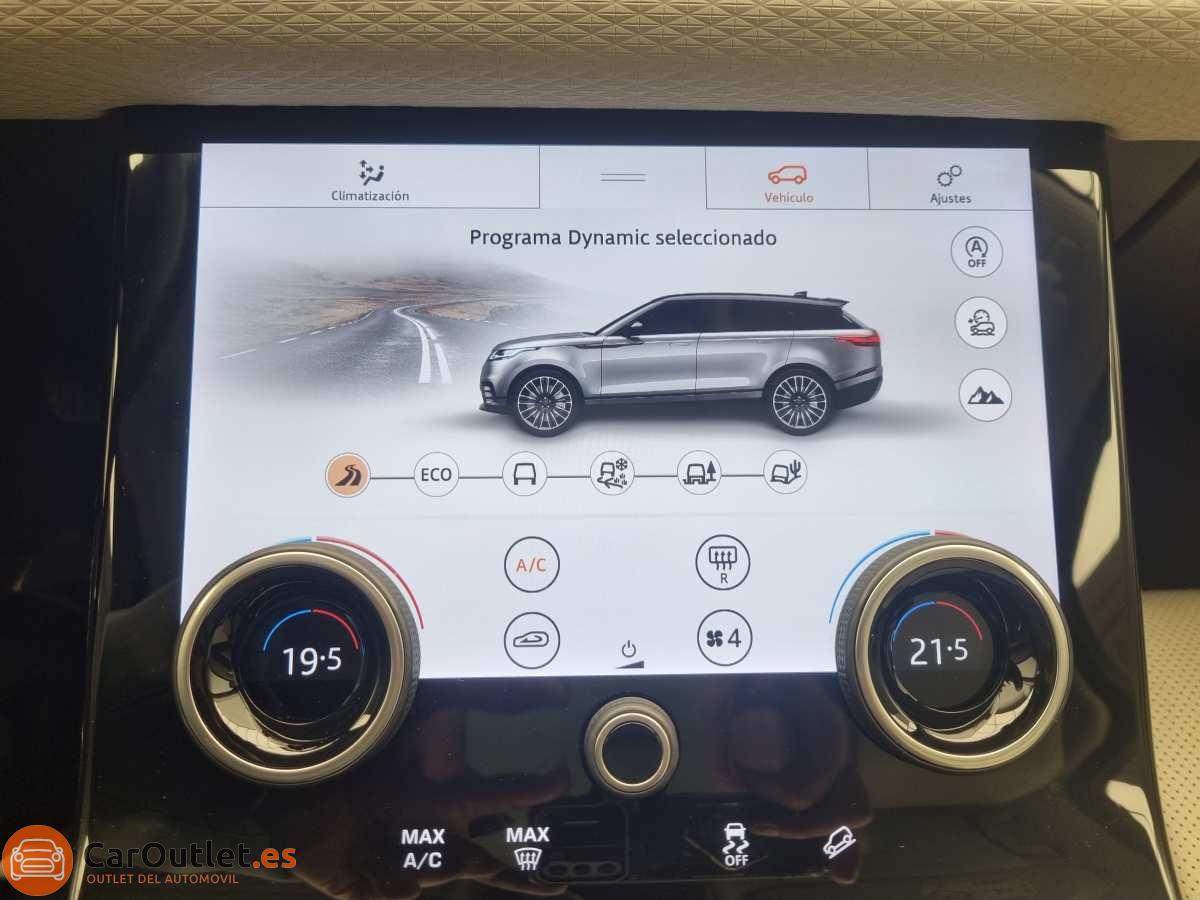 Climatización
Vehículo
Ajustes
Programa Dynamic seleccionado
A
OFF
ECO
A/C
R
4
19.5
21.5
MAX
A/C
MAX
OFF
CarOutlet.es
OUTLET DEL AUTOMOVIL